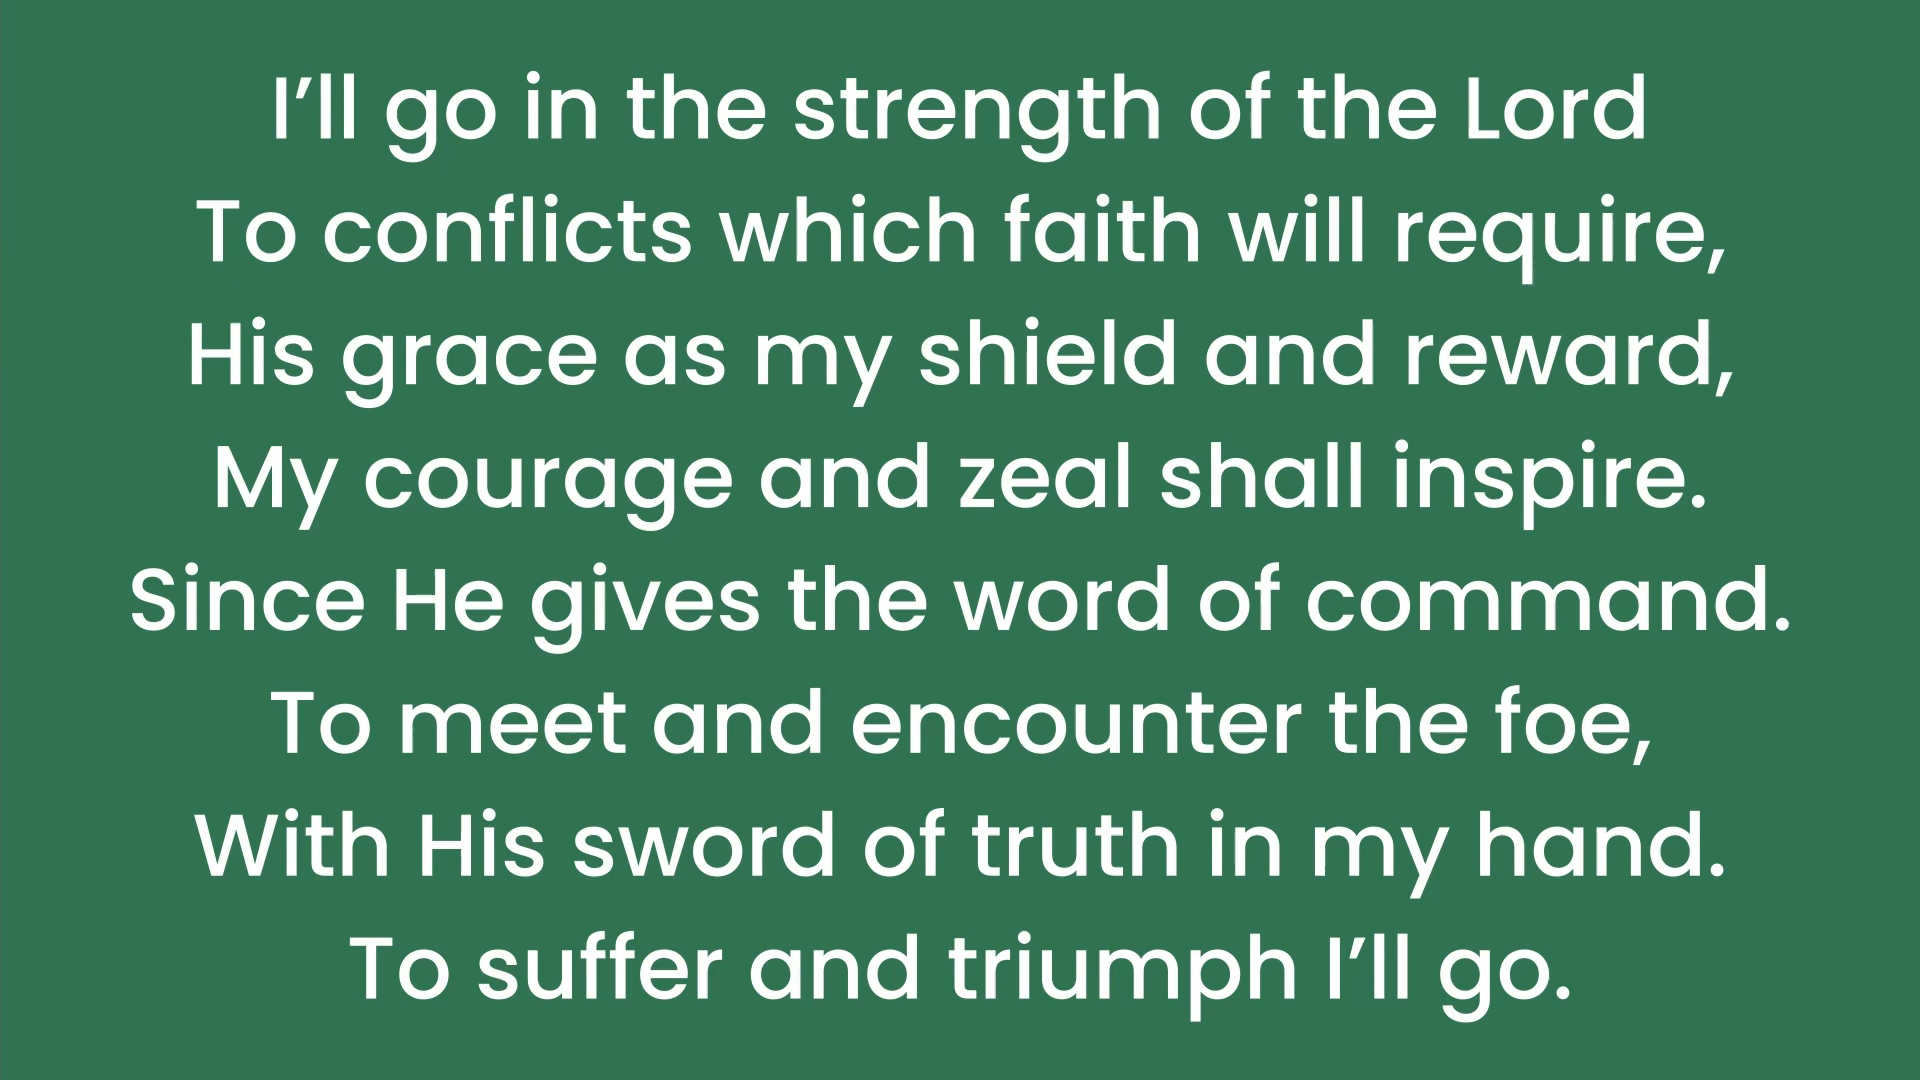 I’ll go in the strength of the Lord
To conflicts which faith will require,
His grace as my shield and reward,
My courage and zeal shall inspire.
Since He gives the word of command.
To meet and encounter the foe,
With His sword of truth in my hand.
To suffer and triumph I’ll go.